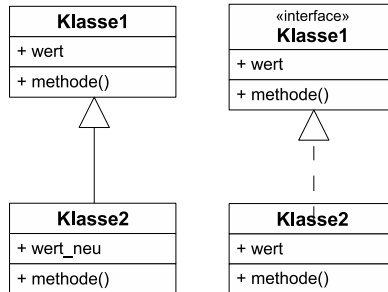 Klasse1
+ wert
+ methode()
Klasse2
+ wert_neu
+ methode()
«interface»
Klasse1
+ wert
+ methode()
Klasse2
+ wert
+ methode()